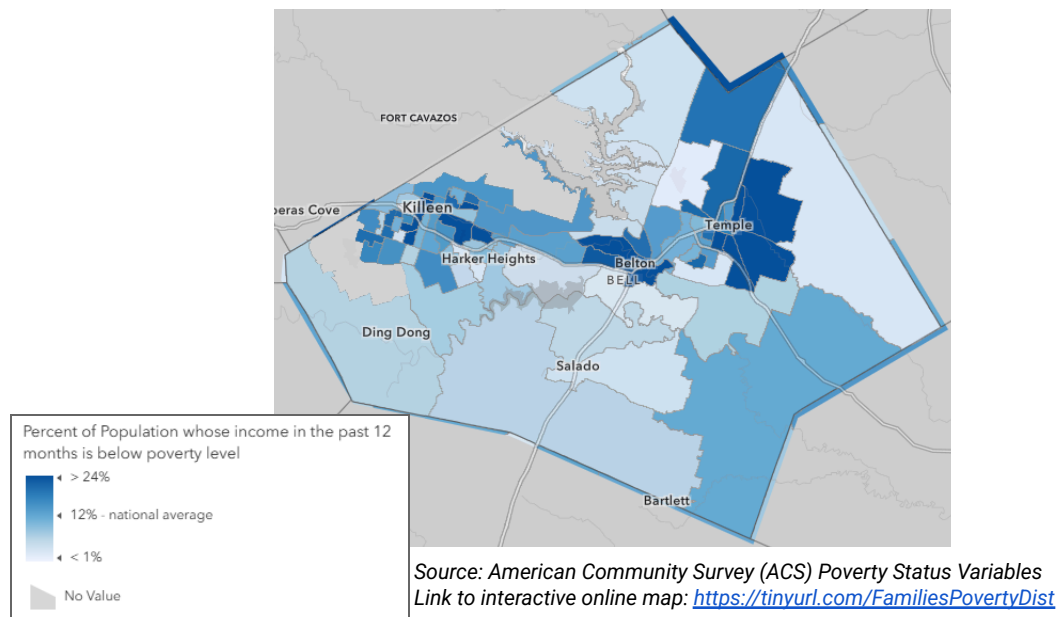 FORT CAVAZOS
peras Cove
Killeen
Temple
Harker Heights
Belton
BELL
Ding Dong
Salado
Bartlett
Percent of Population whose income in the past 12
months is below poverty level
> 24%
12% - national average
< 1%
No Value
Source: American Community Survey (ACS) Poverty Status Variables
Link to interactive online map: https://tinyurl.com/FamiliesPovertyDist